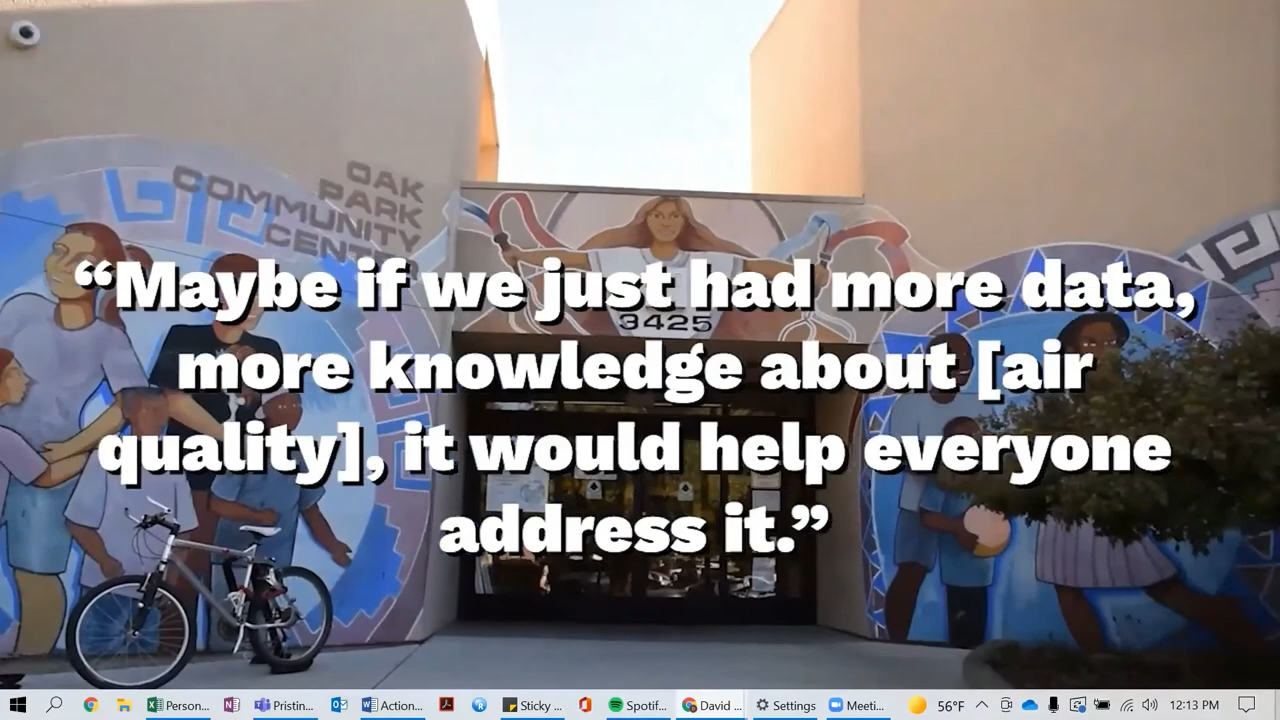 OAK
PARK
COMMUNITY
3425
“Maybe if we just had more data,
more knowledge about [air
quality], it would help everyone
address it.”
Person...
Pristin...
Action...
Sticky ...
Spotif...
David ...
Settings
Meeti...
56°F
12:13 PM